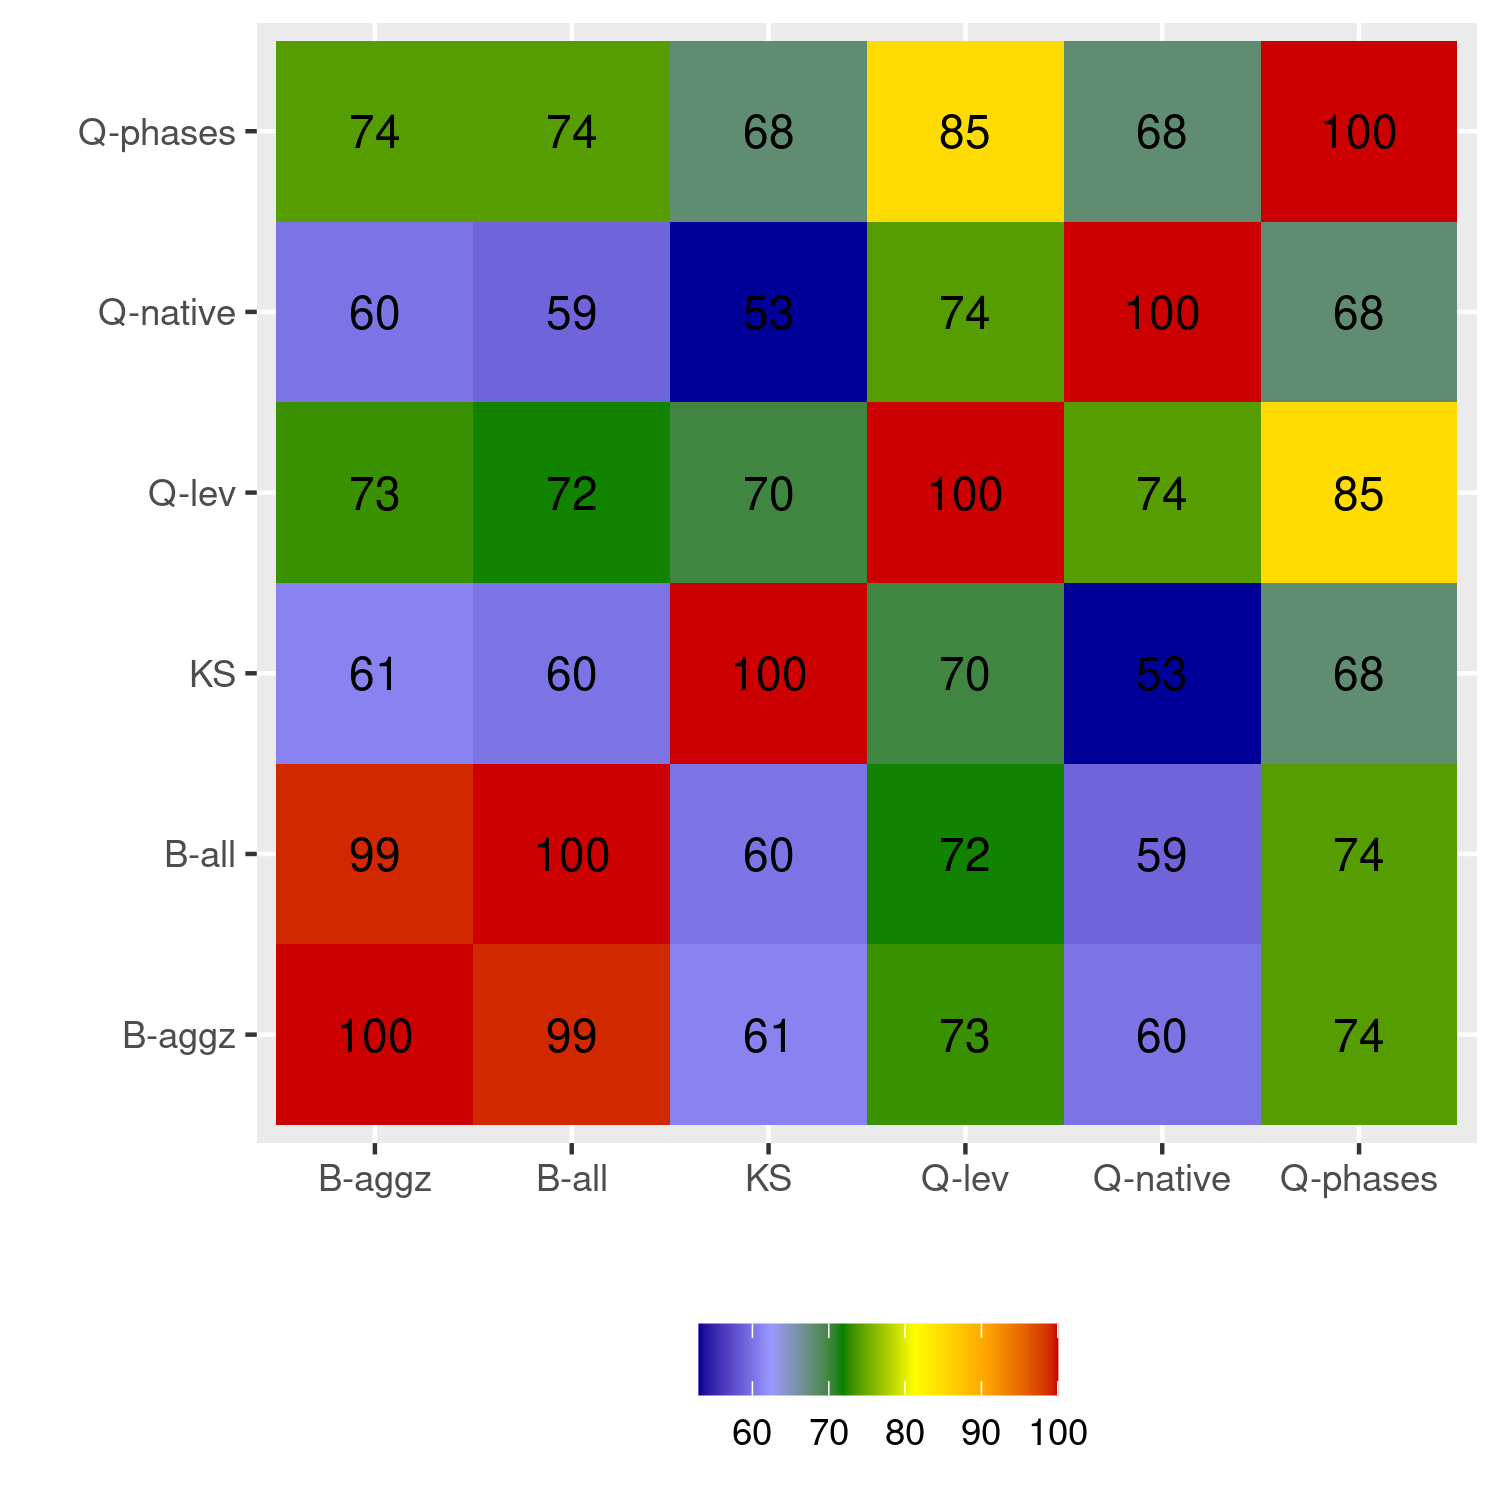 Q-phases 74 74 68 85 68 100
Q-native 60 59 53 74 100 68
Q-lev 73 72 70 100 74 85
KS 61 60 100 70 53 68
B-all 99 100 60 72 59 74
B-aggz 100 99 61 73 60 74
B-aggz B-all KS Q-lev Q-native Q-phases
60 70 80 90 100